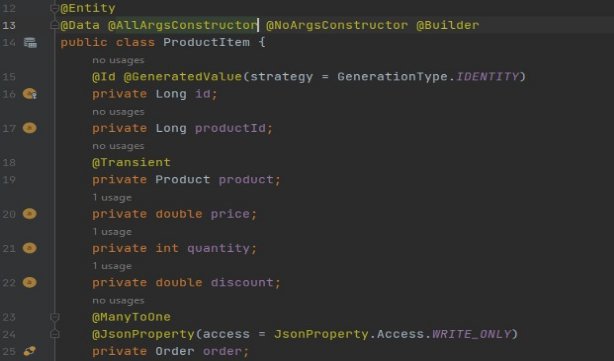 12 @Entity
13 @Data @AllArgsConstructor @NoArgsConstructor @Builder
14 public class ProductItem {
no usages
15 @Id @GeneratedValue(strategy = GenerationType.IDENTITY)
16 private Long id;
no usages
17 private Long productId;
no usages
18 @Transient
19 private Product product;
1 usage
20 private double price;
1 usage
21 private int quantity;
1 usage
22 private double discount;
no usages
23 @ManyToOne
24 @JsonProperty(access = JsonProperty.Access.WRITE_ONLY)
25 private Order order;